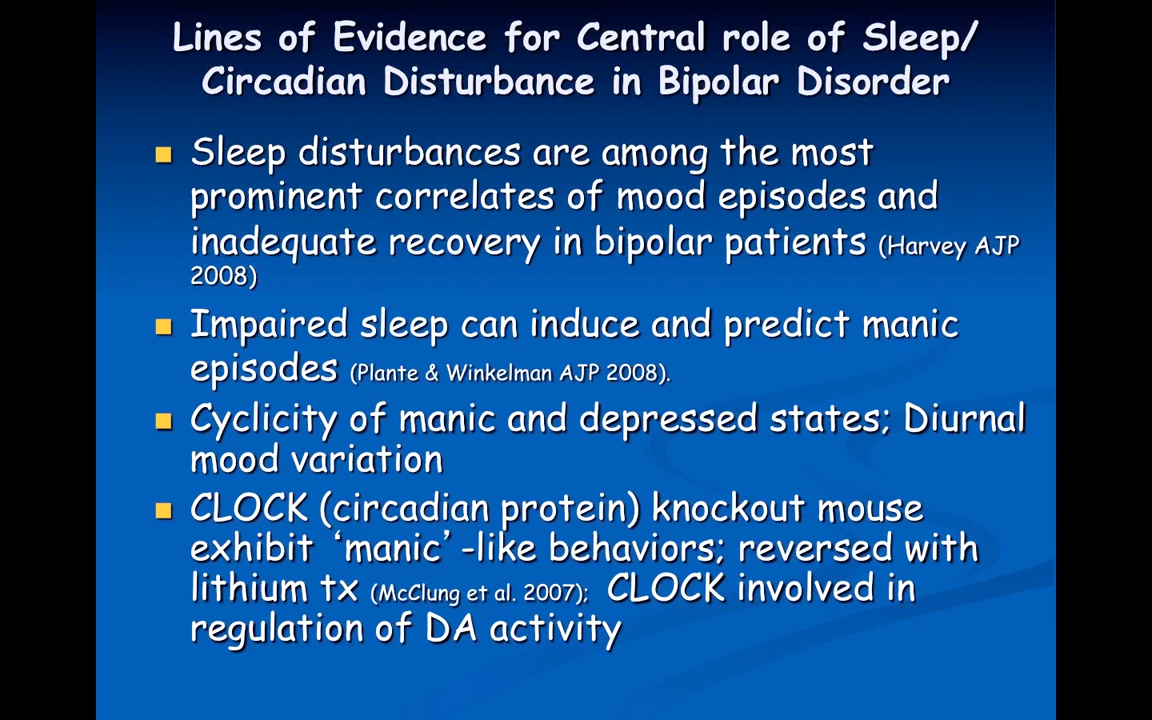 Lines of Evidence for Central role of Sleep/
Circadian Disturbance in Bipolar Disorder
Sleep disturbances are among the most
prominent correlates of mood episodes and
inadequate recovery in bipolar patients (Harvey AJP
2008)
Impaired sleep can induce and predict manic
episodes (Plante & Winkelman AJP 2008).
Cyclicity of manic and depressed states; Diurnal
mood variation
CLOCK (circadian protein) knockout mouse
exhibit ‘manic’ -like behaviors; reversed with
lithium tx (McClung et al. 2007); CLOCK involved in
regulation of DA activity